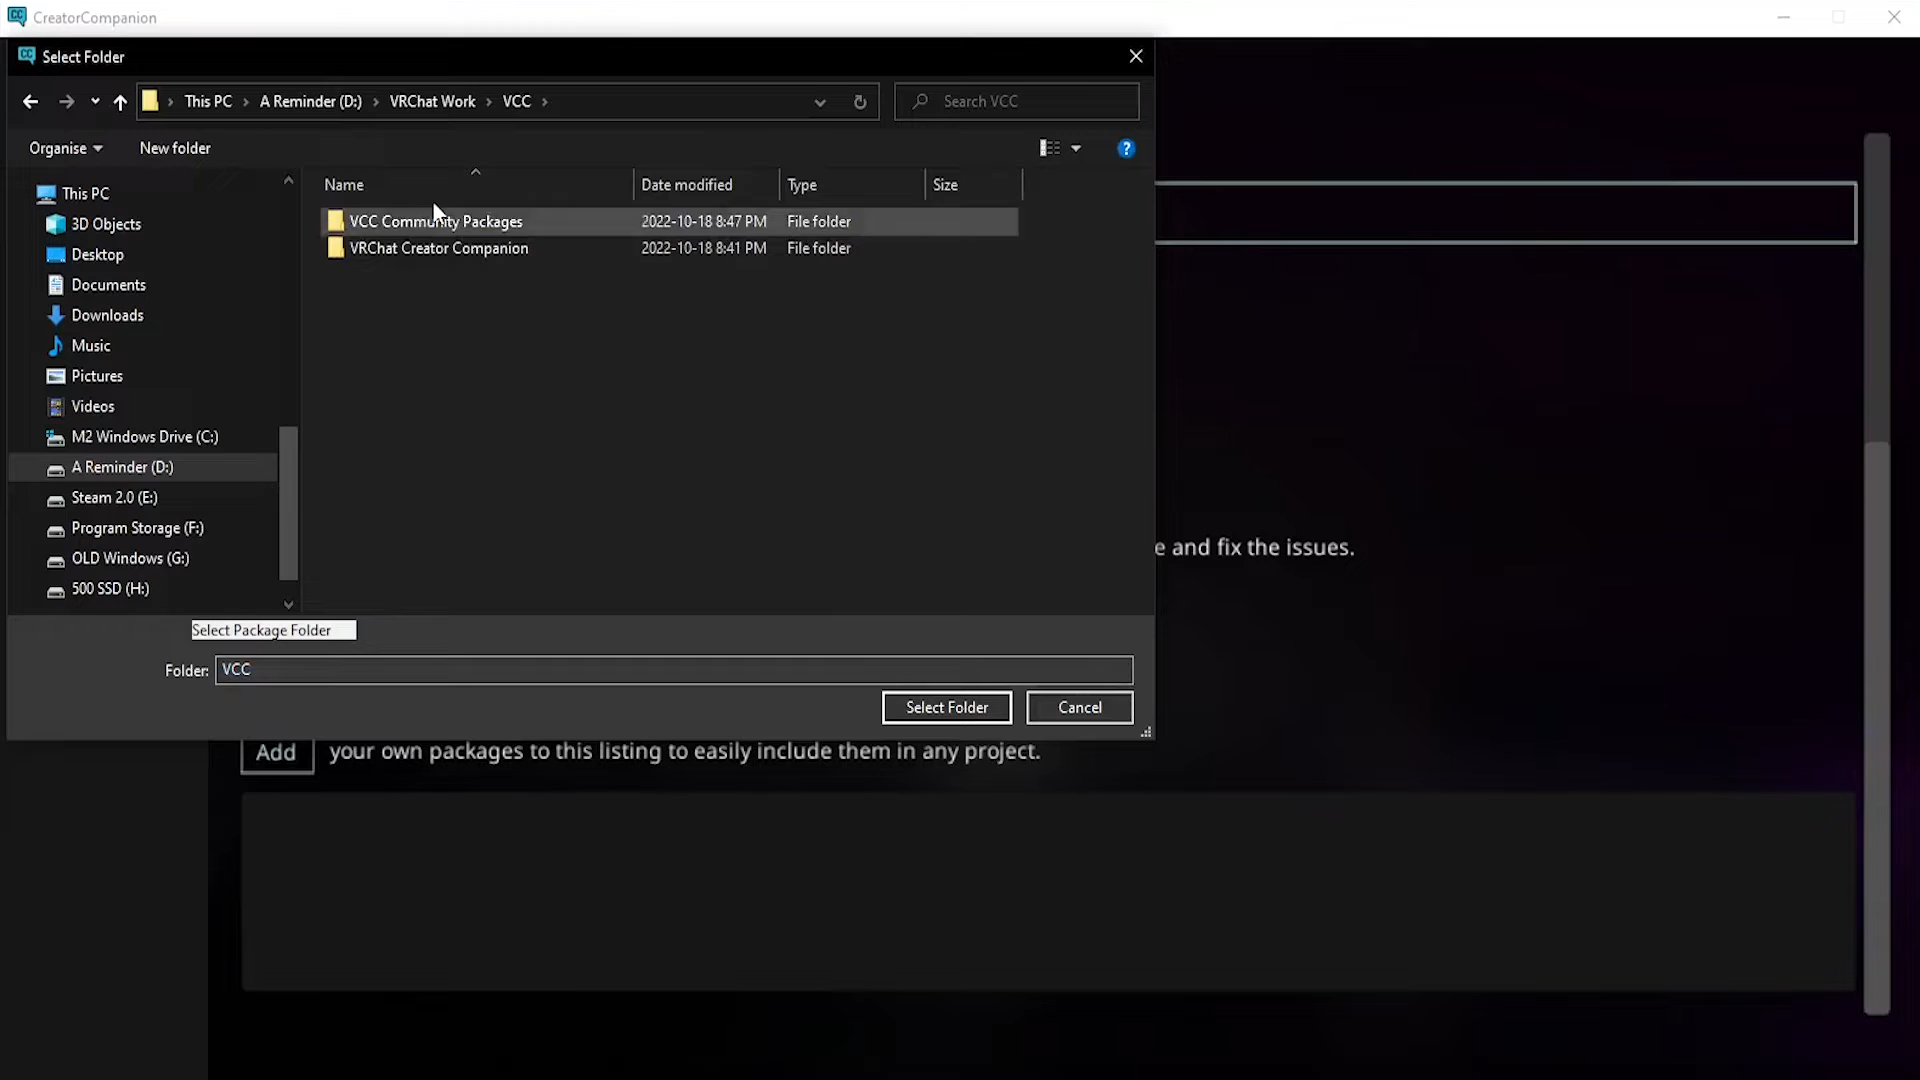 CreatorCompanion
Select Folder
This PC > A Reminder (D:) > VRChat Work > VCC >
Search VCC
Organise
New folder
Name
Date modified
Type
Size
VCC Community Packages 2022-10-18 8:47 PM File folder
VRChat Creator Companion 2022-10-18 8:41 PM File folder
This PC
3D Objects
Desktop
Documents
Downloads
Music
Pictures
Videos
M2 Windows Drive (C:)
A Reminder (D:)
Steam 2.0 (E:)
Program Storage (F:)
OLD Windows (G:)
500 SSD (H:)
e and fix the issues.
Select Package Folder
Folder: VCC
Select Folder
Cancel
Add your own packages to this listing to easily include them in any project.